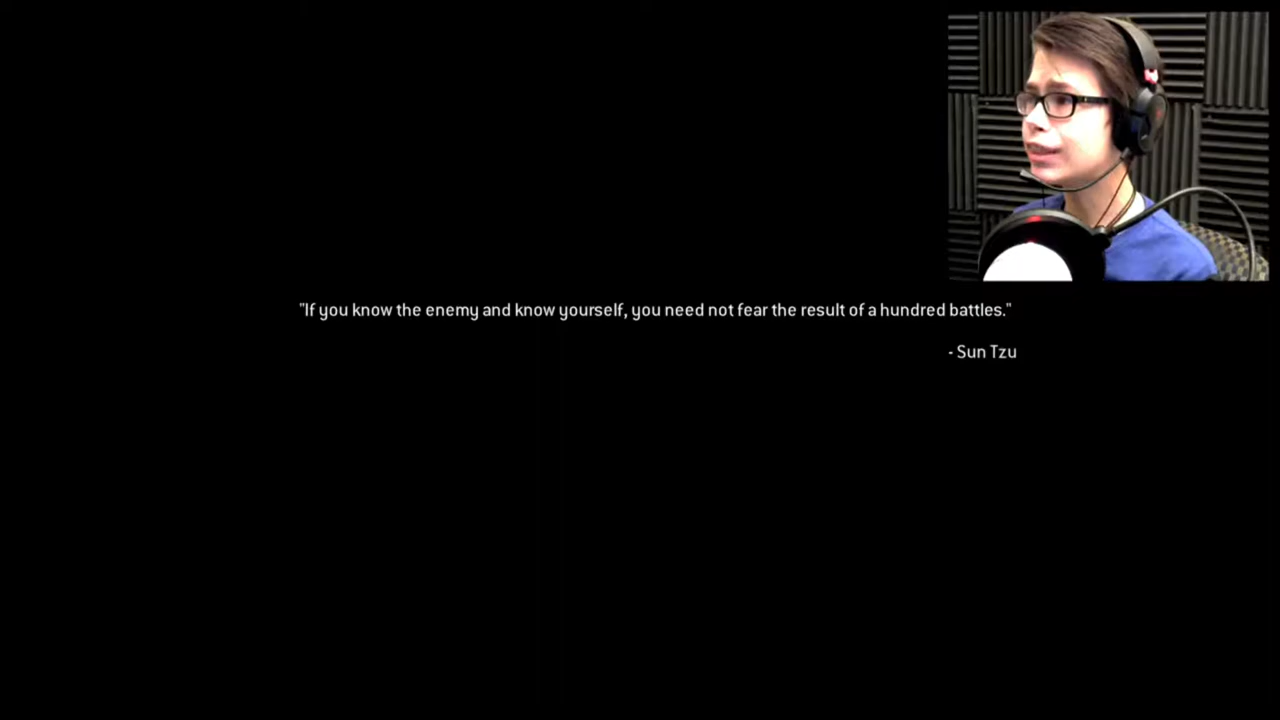 "If you know the enemy and know yourself, you need not fear the result of a hundred battles."
- Sun Tzu